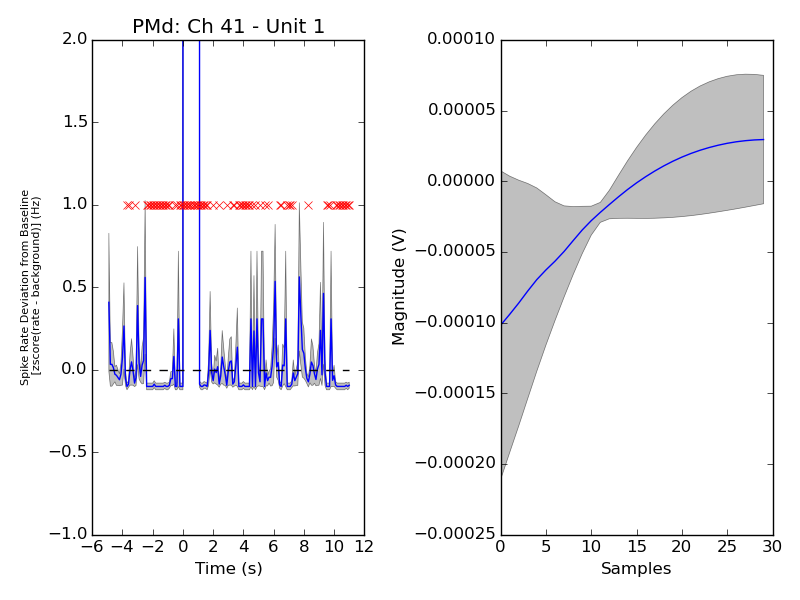 PMd: Ch 41 - Unit 1
Spike Rate Deviation from Baseline
[zscore(rate - background)] (Hz)
2.0
1.5
1.0
0.5
0.0
−0.5
−1.0
−6 −4 −2 0 2 4 6 8 10 12
Time (s)
Magnitude (V)
0.00010
0.00005
0.00000
−0.00005
−0.00010
−0.00015
−0.00020
−0.00025
0 5 10 15 20 25 30
Samples